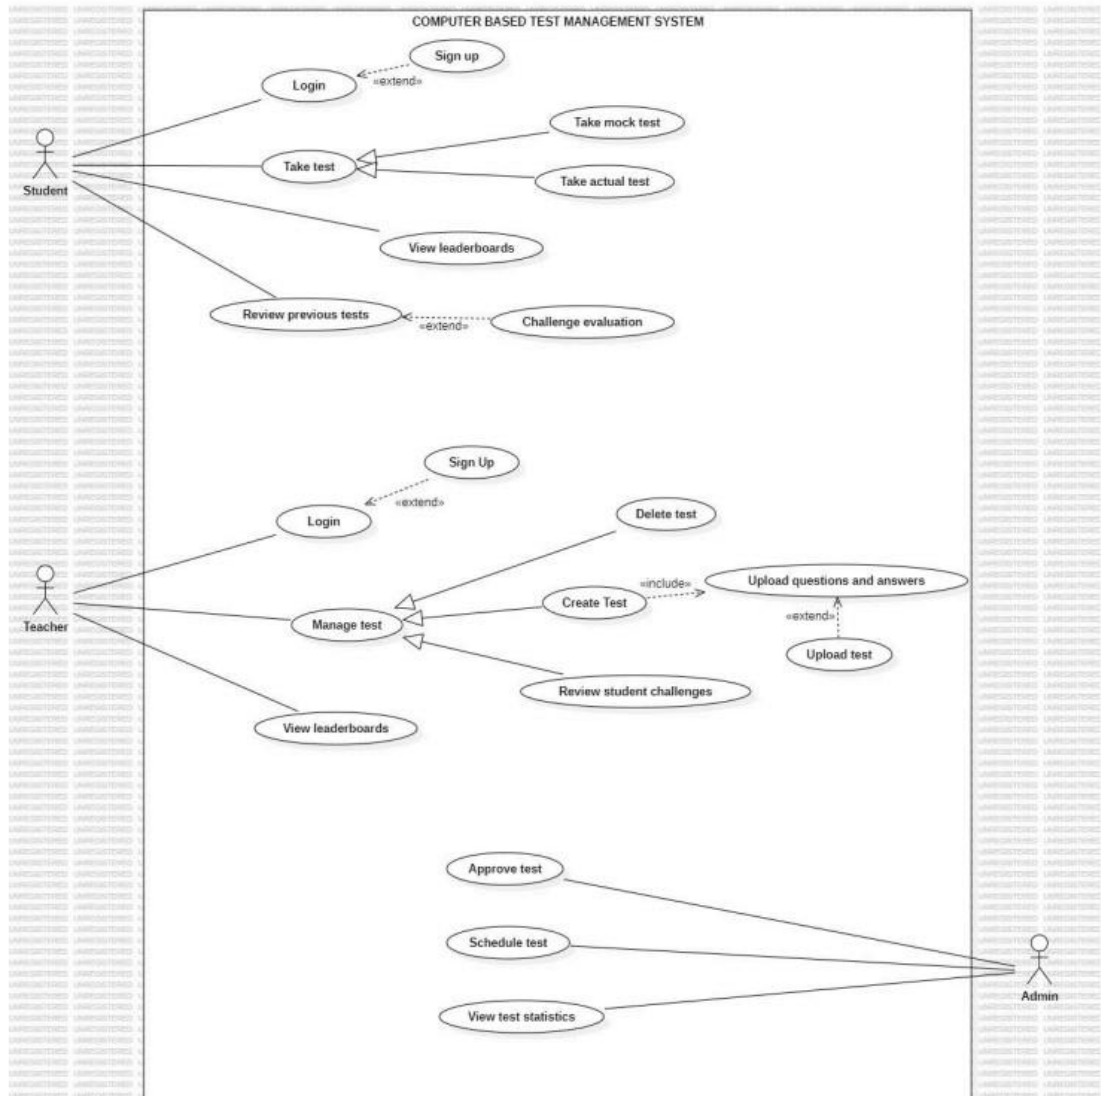 COMPUTER BASED TEST MANAGEMENT SYSTEM
Sign up
«extend»
Login
Take mock test
Take test
Take actual test
Student
View leaderboards
Review previous tests
«extend»
Challenge evaluation
Sign Up
«extend»
Login
Delete test
«include»
Upload questions and answers
Create Test
«extend»
Teacher
Manage test
Upload test
Review student challenges
View leaderboards
Approve test
Schedule test
Admin
View test statistics
UNREGISTERED